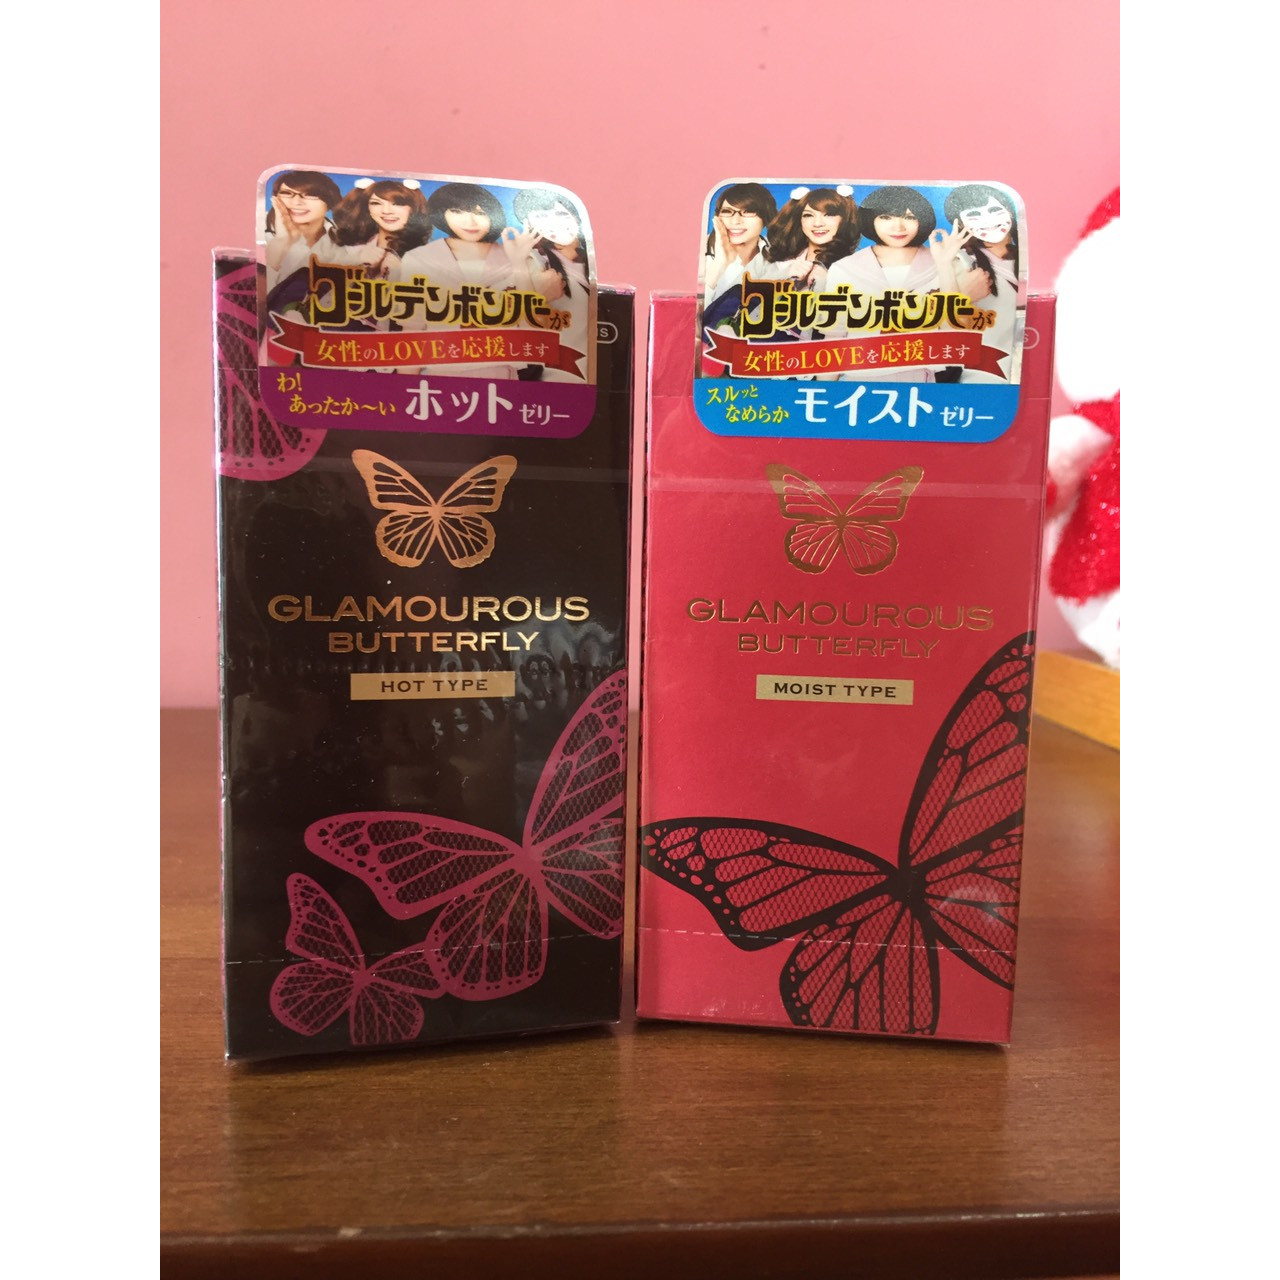 ゴールデンボンバーが
女性のLOVEを応援します
わ!
あったか〜い ホットゼリー
GLAMOUROUS
BUTTERFLY
HOT TYPE
ゴールデンボンバーが
女性のLOVEを応援します
スルッと
なめらか モイストゼリー
GLAMOUROUS
BUTTERFLY
MOIST TYPE